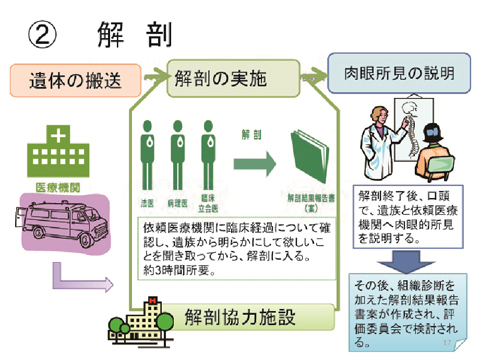 ② 解 剖
遺体の搬送
解剖の実施
肉眼所見の説明
医療機関
解 剖
法医
病理医
臨床
立会医
解剖結果報告書
(案)
依頼医療機関に臨床経過について確
認し、遺族から明らかにして欲しいこ
とを聞き取ってから、解剖に入る。
約3時間所要。
解剖協力施設
解剖終了後、口頭
で、遺族と依頼医療
機関へ肉眼的所見
を説明する。
その後、組織診断を
加えた解剖結果報告
書案が作成され、評
価委員会で検討され
る。
17